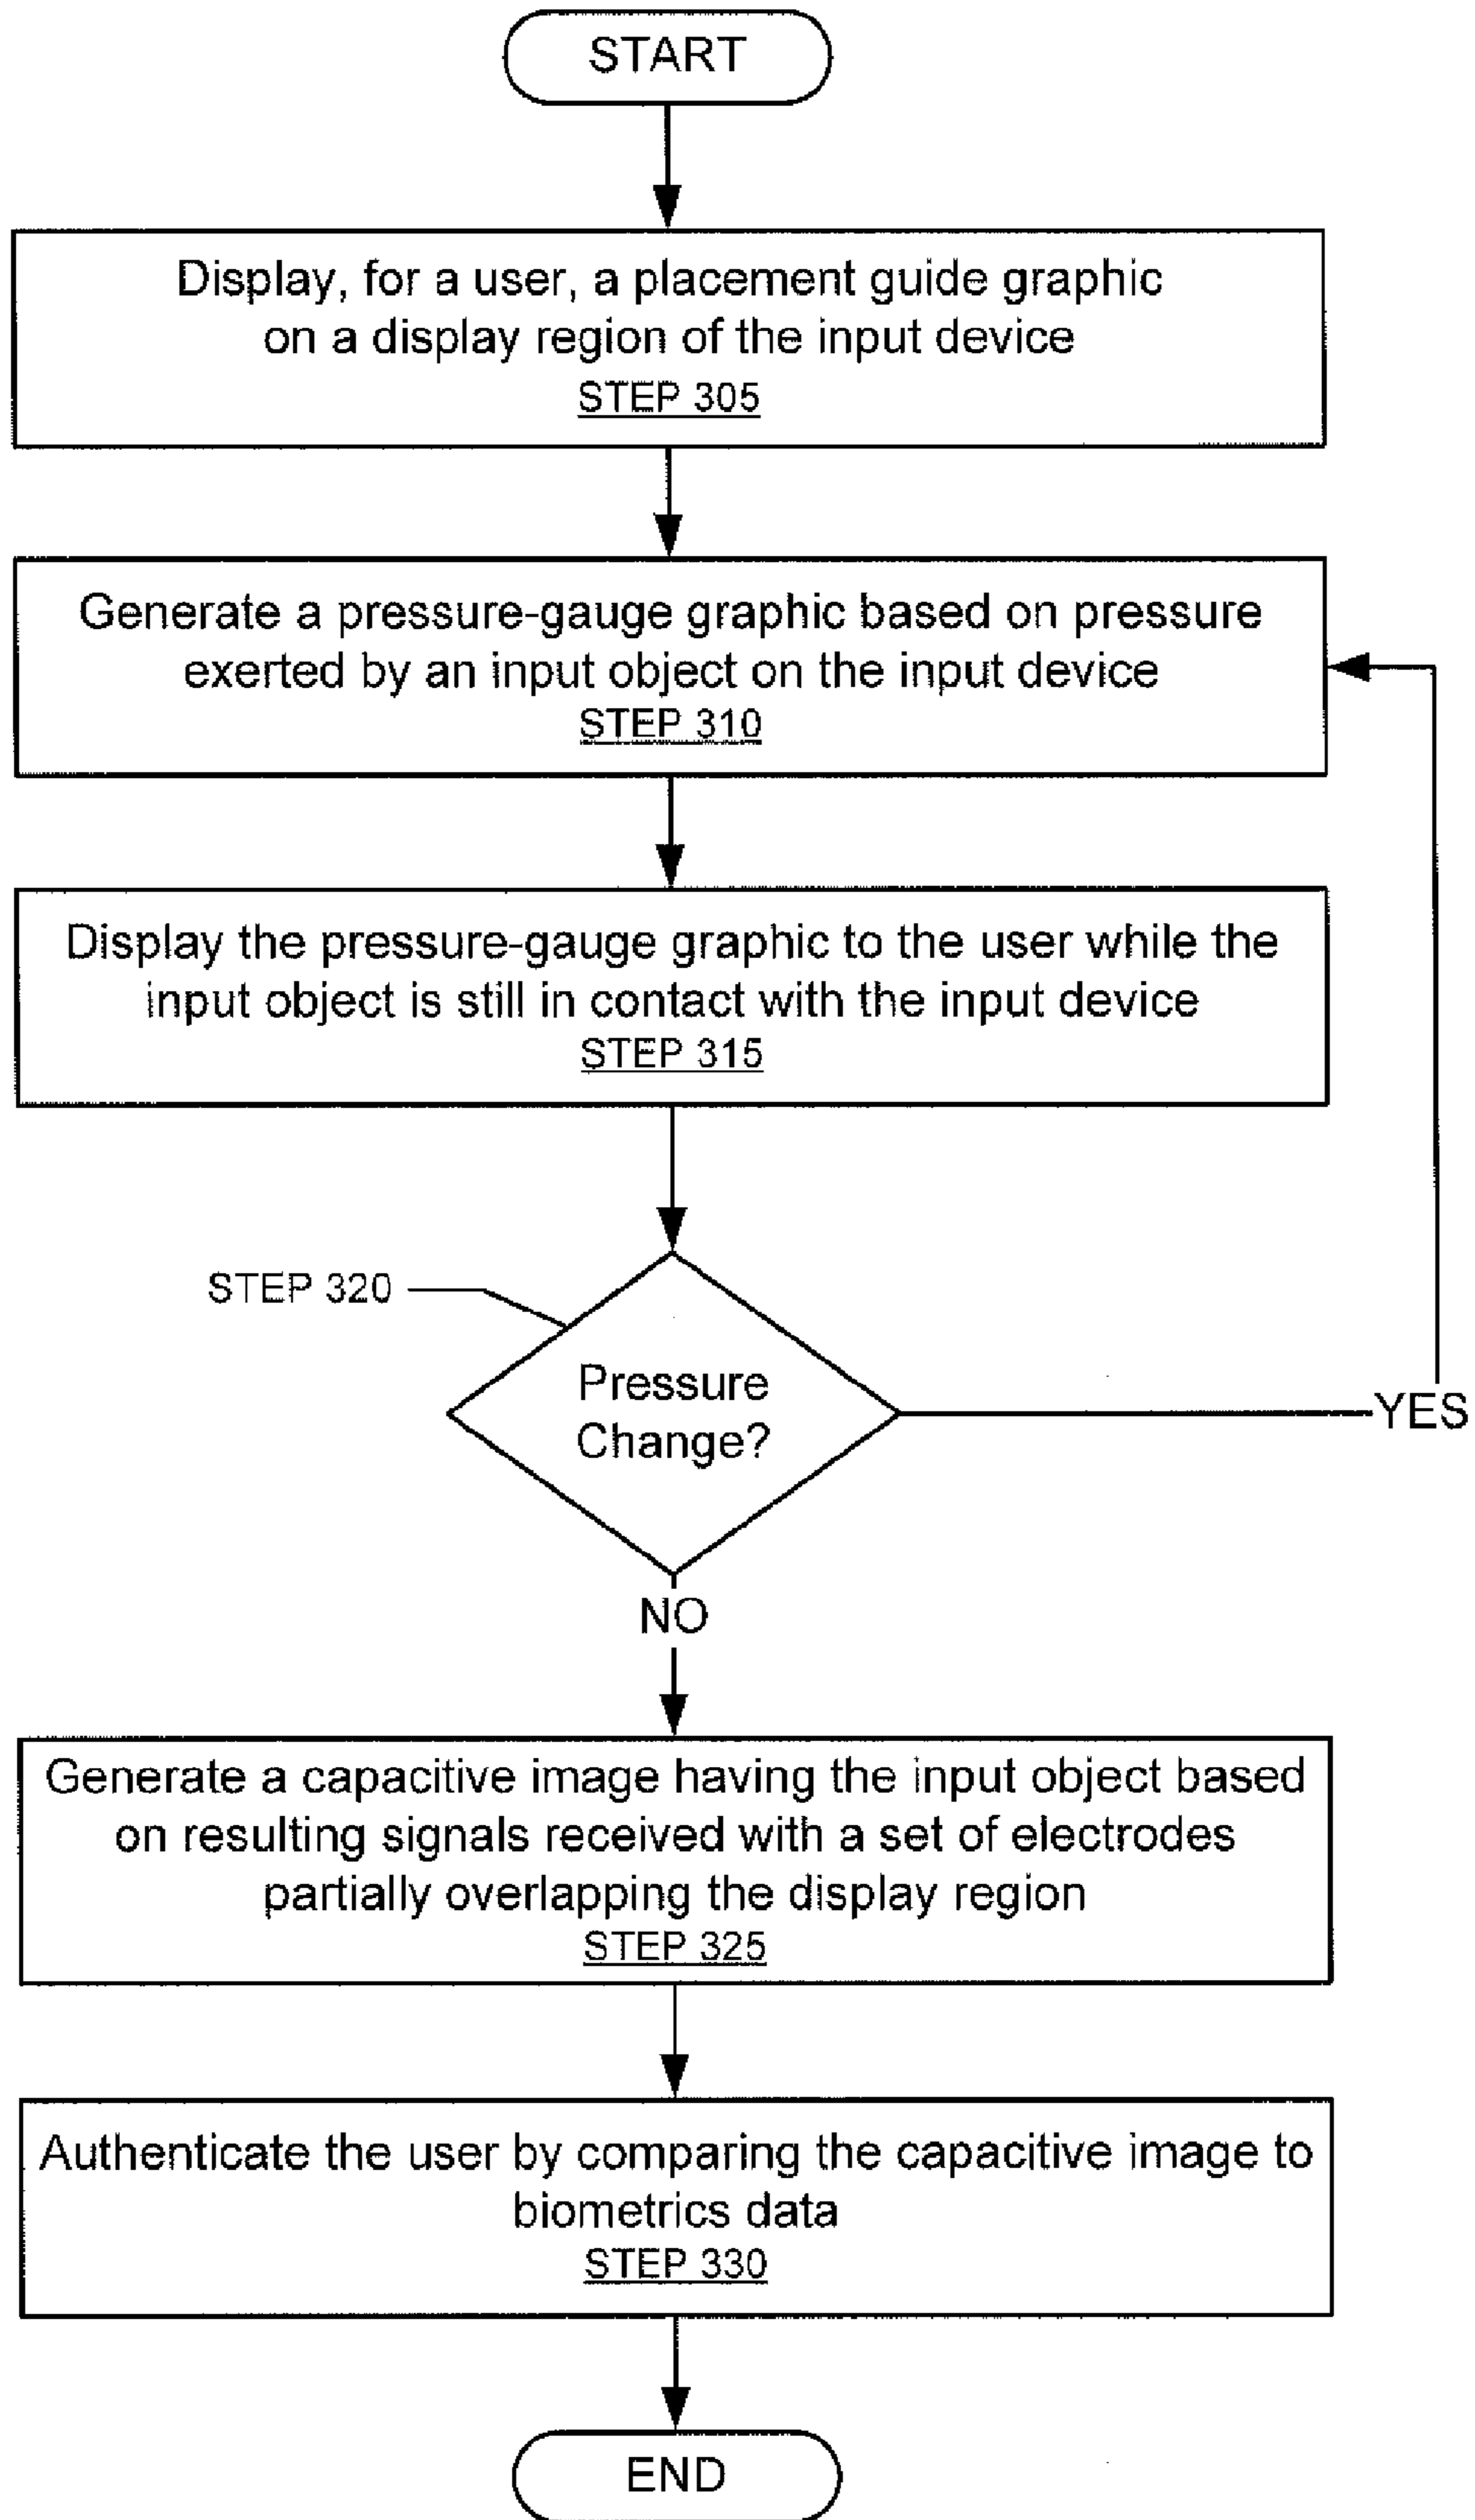 START
Display, for a user, a placement guide graphic
on a display region of the input device
STEP 305
Generate a pressure-gauge graphic based on pressure
exerted by an input object on the input device
STEP 310
Display the pressure-gauge graphic to the user while the
input object is still in contact with the input device
STEP 315
STEP 320
Pressure
Change?
YES
NO
Generate a capacitive image having the input object based
on resulting signals received with a set of electrodes
partially overlapping the display region
STEP 325
Authenticate the user by comparing the capacitive image to
biometrics data
STEP 330
END